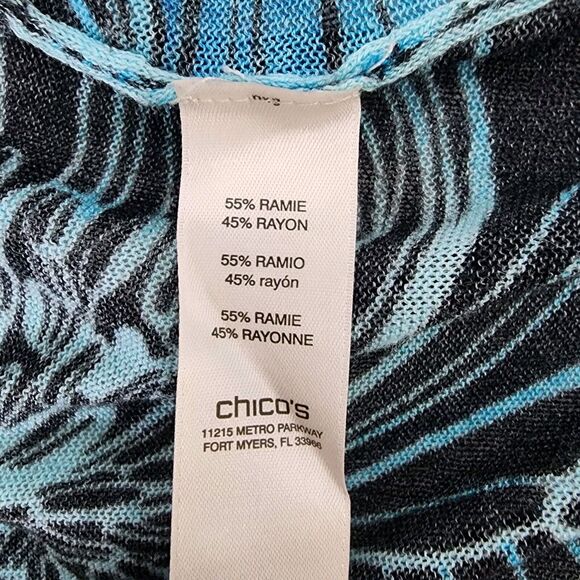 55% RAMIE
45% RAYON
55% RAMIO
45% rayón
55% RAMIE
45% RAYONNE
chico's
11215 METRO PARKWAY
FORT MYERS, FL 33966